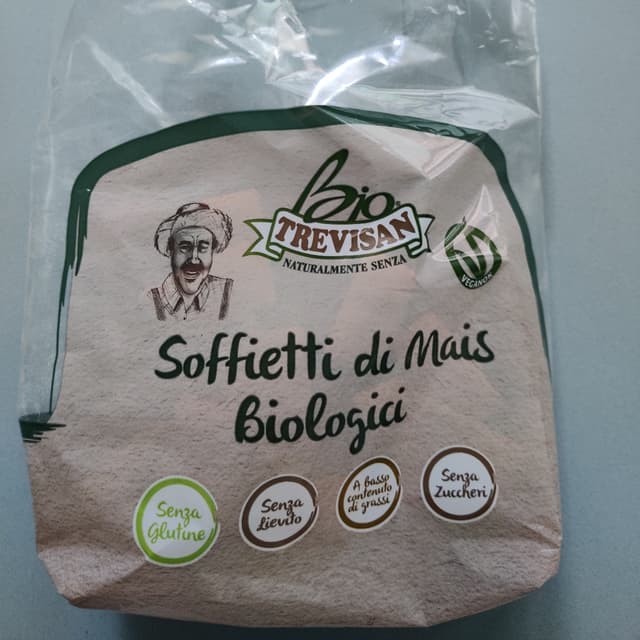 Bio
TREVISAN
NATURALMENTE SENZA
VEGANOK
Soffietti di Mais
Biologici
Senza
Glutine
Senza
Lievito
A basso
contenuto
di grassi
Senza
Zuccheri